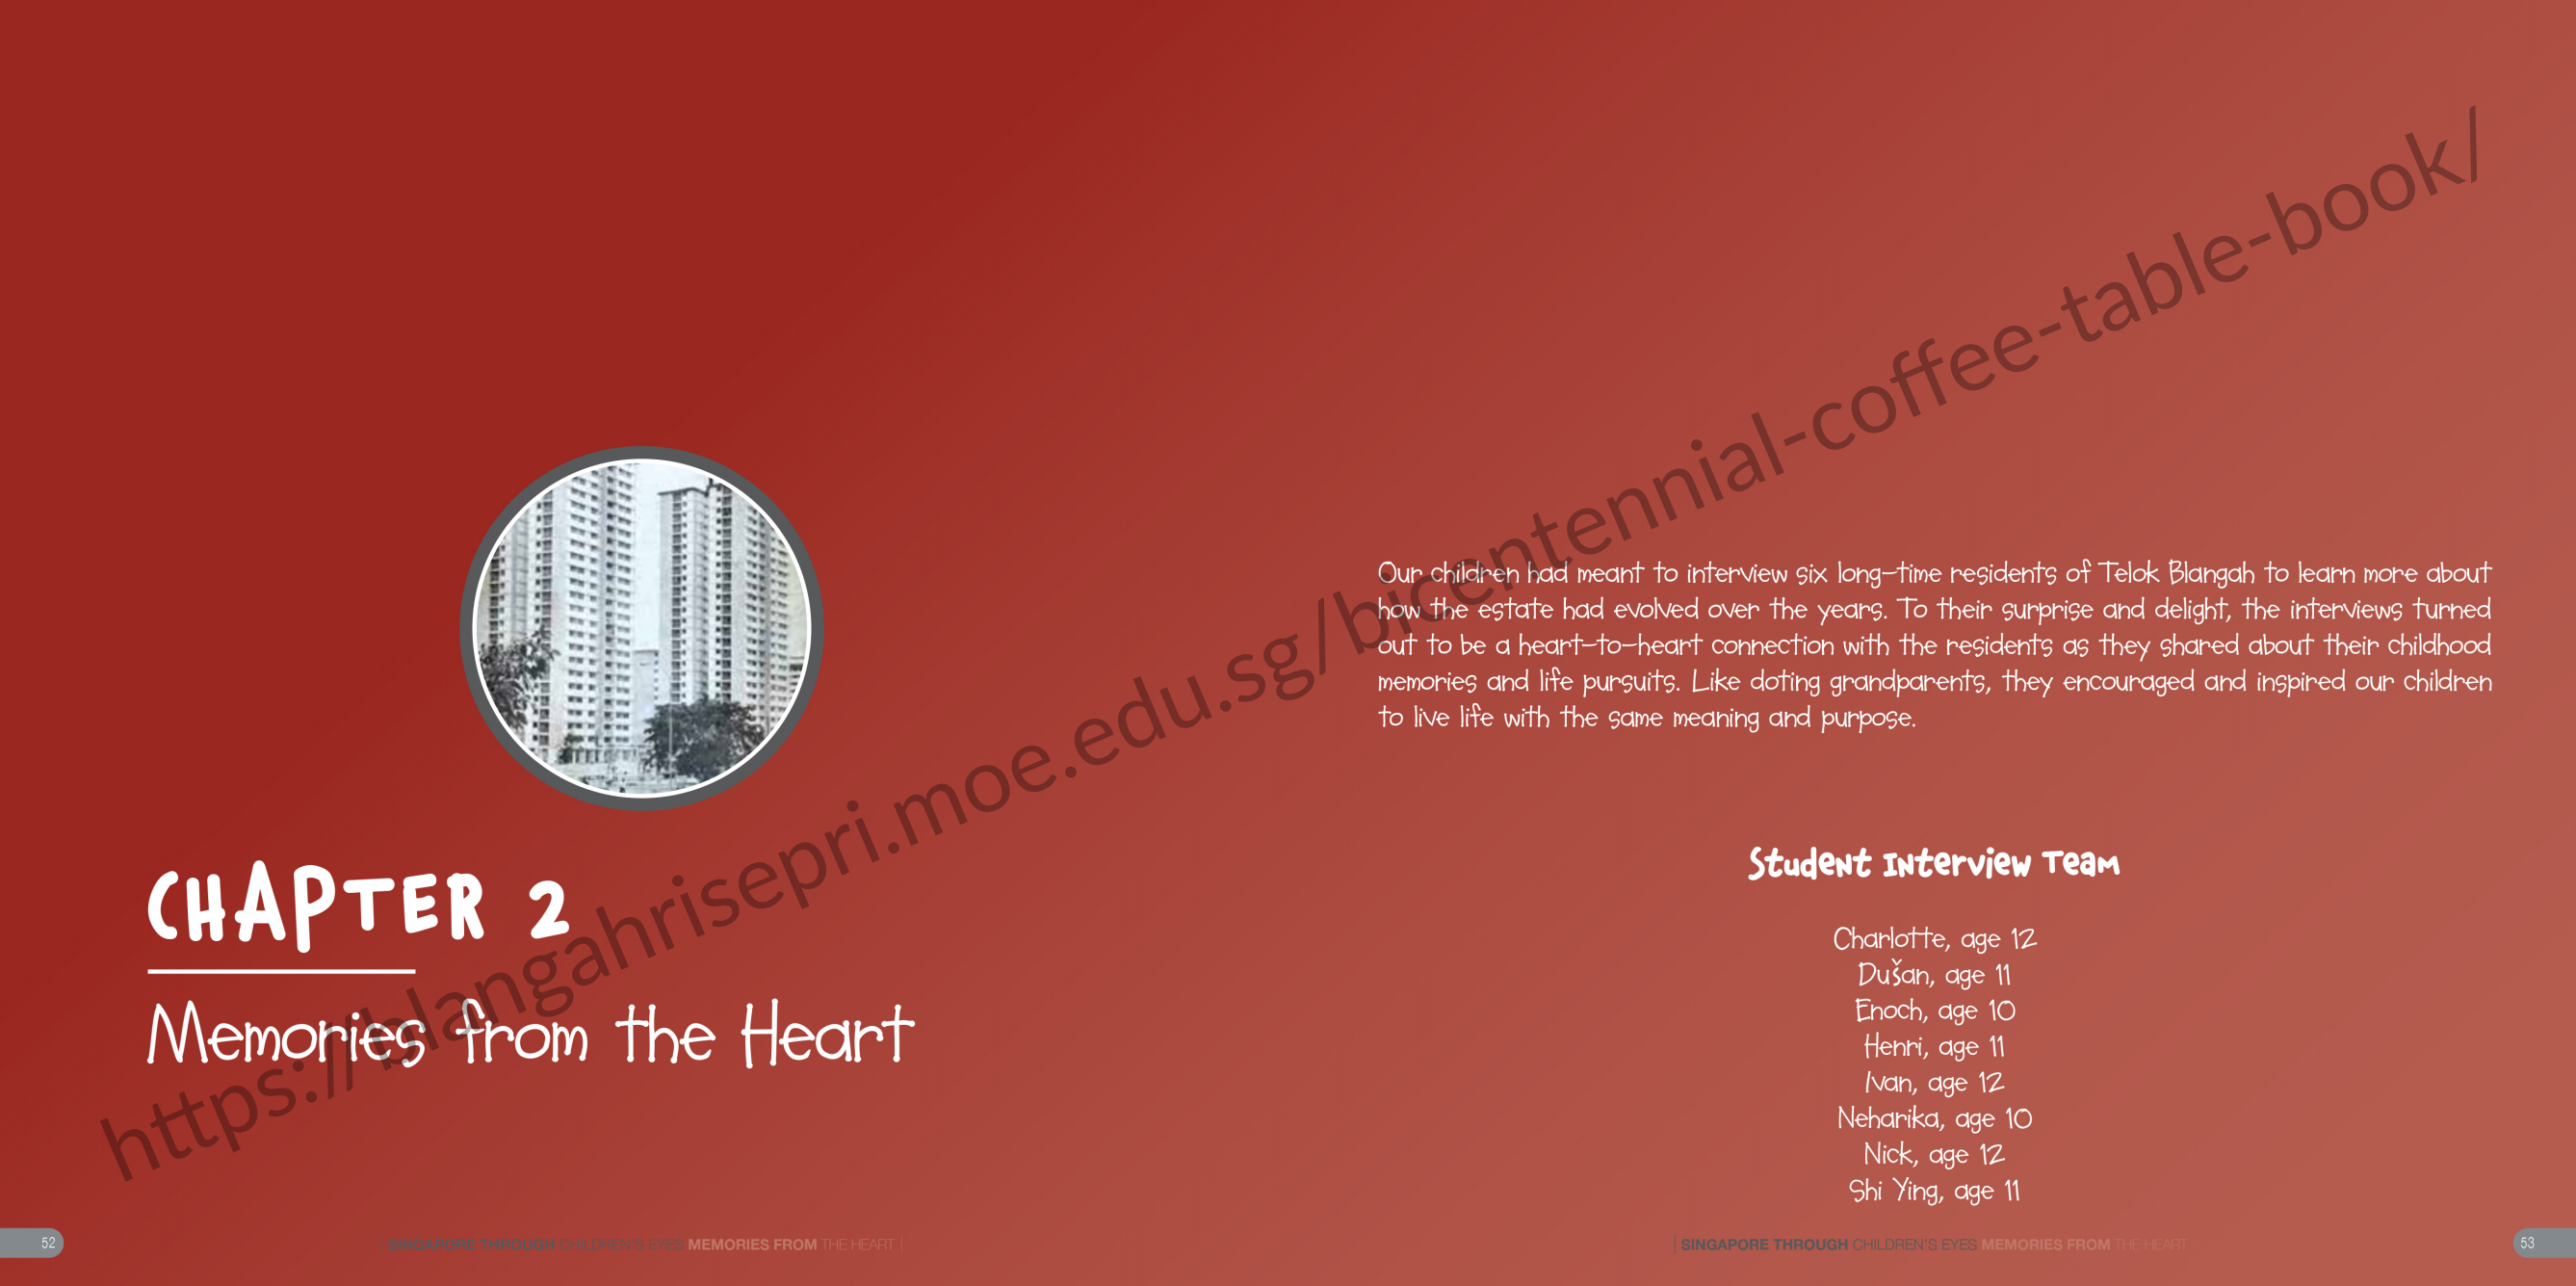 CHAPTER 2
Memories from the Heart
52
SINGAPORE THROUGH CHILDREN'S EYES MEMORIES FROM THE HEART
Our children had meant to interview six long-time residents of Telok Blangah to learn more about
how the estate had evolved over the years. To their surprise and delight, the interviews turned
out to be a heart-to-heart connection with the residents as they shared about their childhood
memories and life pursuits. Like doting grandparents, they encouraged and inspired our children
to live life with the same meaning and purpose.
Student Interview Team
Charlotte, age 12
Dušan, age 11
Enoch, age 10
Henri, age 11
Ivan, age 12
Neharika, age 10
Nick, age 12
Shi Ying, age 11
SINGAPORE THROUGH CHILDREN'S EYES MEMORIES FROM THE HEART
53
https://blangahrisepri.moe.edu.sg/bicentennial-coffee-table-book/